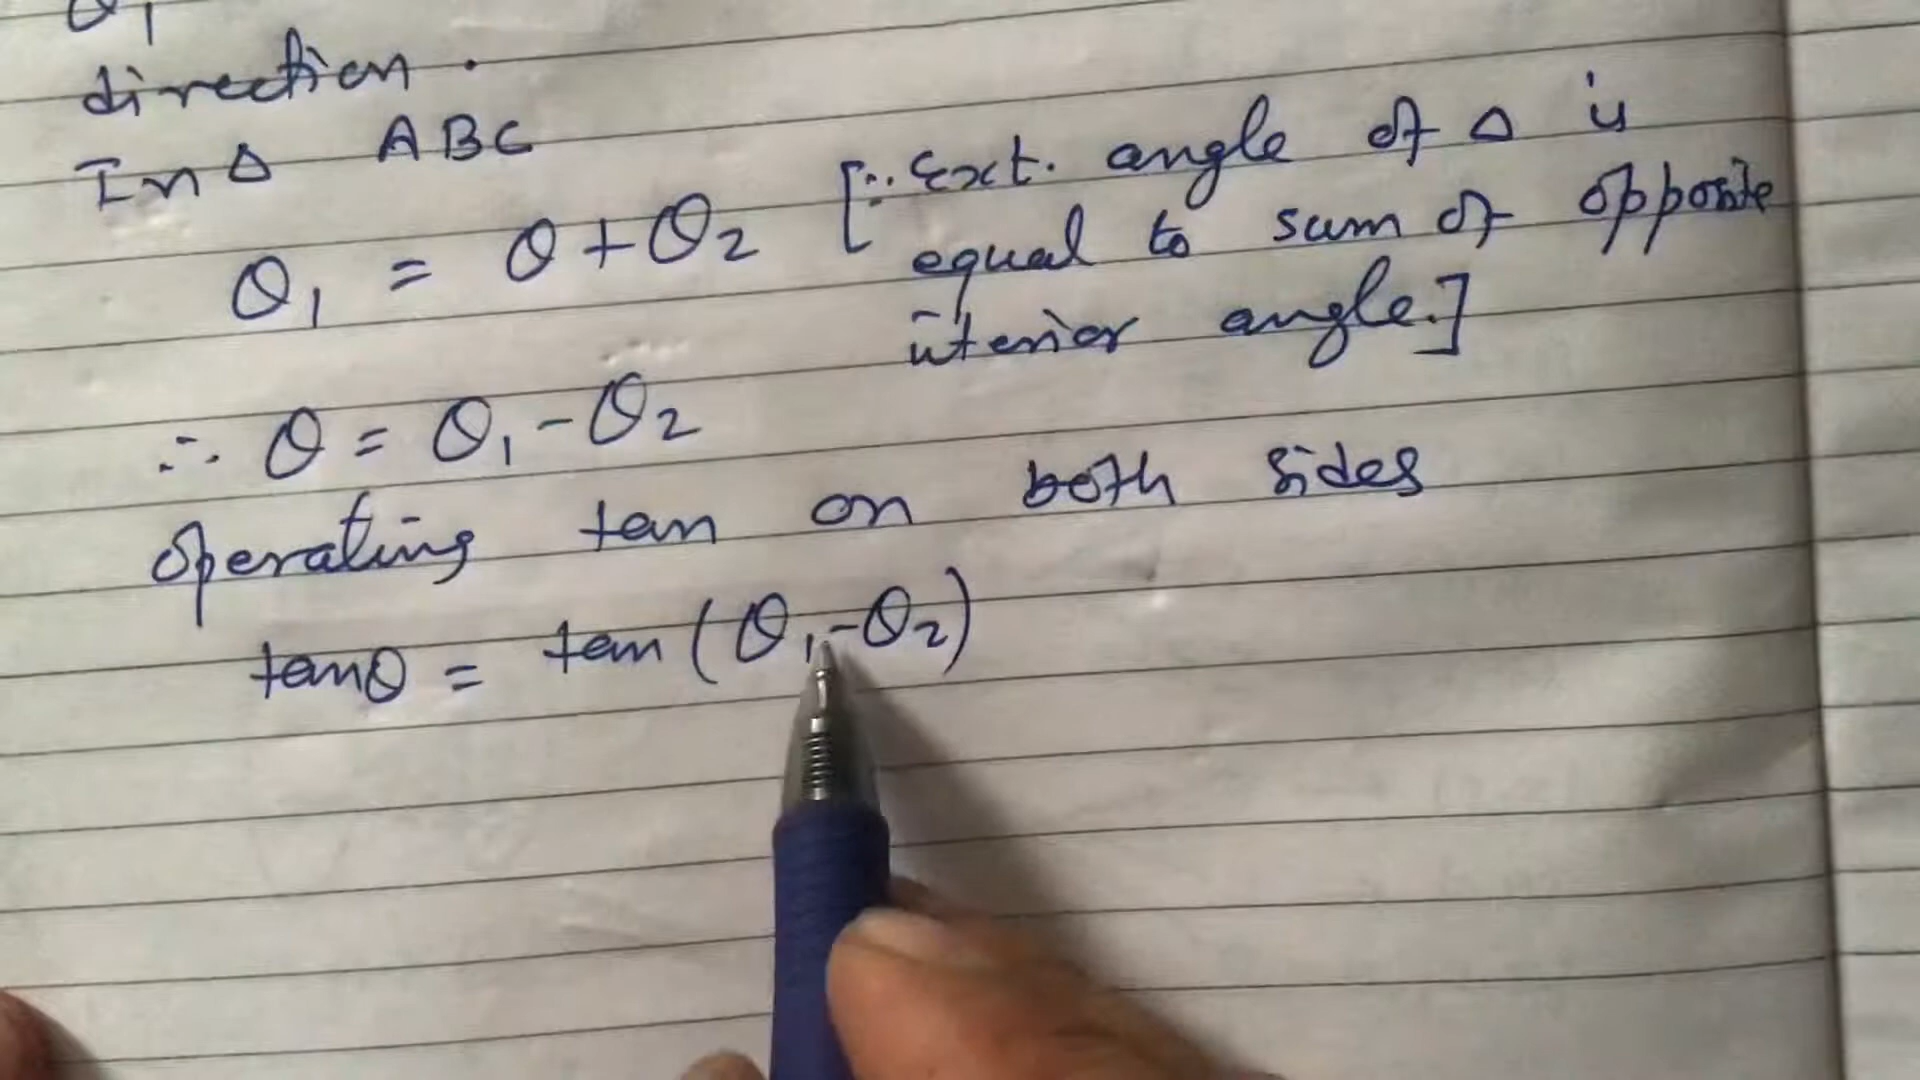 θ₁
direction.
In Δ ABC
θ₁ = θ + θ₂ [∵ Ext. angle of Δ is
equal to sum of opposite
interior angle.]
∴ θ = θ₁ - θ₂
operating tan on both sides
tanθ = tan(θ₁-θ₂)